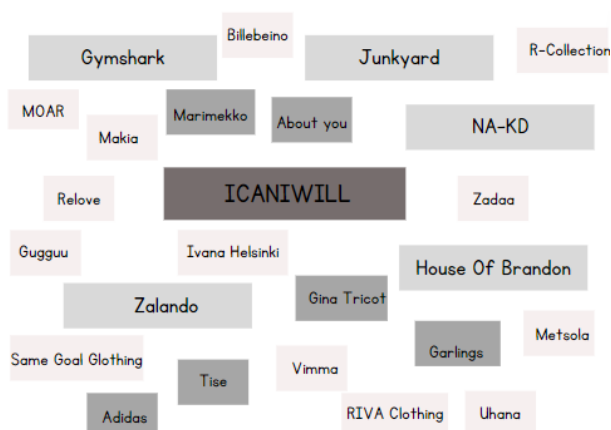 Billebeino
Gymshark
Junkyard
R-Collection
MOAR
Marimekko
About you
NA-KD
Makia
ICANIWILL
Relove
Zadaa
Gugguu
Ivana Helsinki
House Of Brandon
Zalando
Gina Tricot
Metsola
Same Goal Glothing
Garlings
Vimma
Tise
Adidas
RIVA Clothing
Uhana